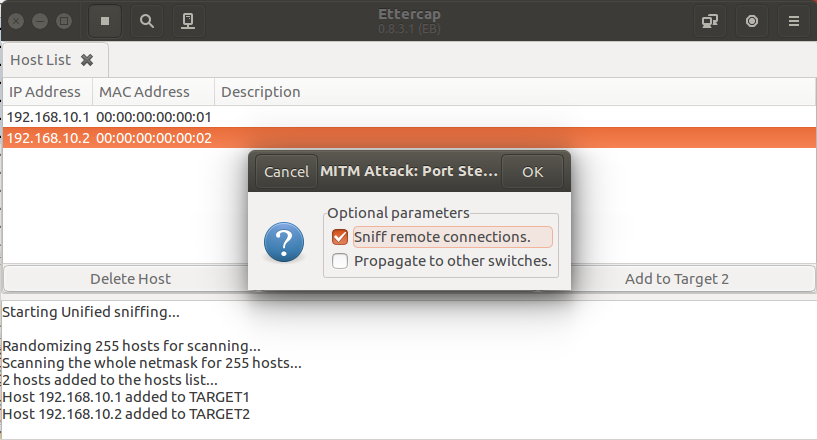 Ettercap
0.8.3.1 (EB)
Host List
IP Address MAC Address Description
192.168.10.1 00:00:00:00:00:01
192.168.10.2 00:00:00:00:00:02
Cancel MITM Attack: Port Ste... OK
Optional parameters
Sniff remote connections.
Propagate to other switches.
Delete Host Add to Target 2
Starting Unified sniffing...
Randomizing 255 hosts for scanning...
Scanning the whole netmask for 255 hosts...
2 hosts added to the hosts list...
Host 192.168.10.1 added to TARGET1
Host 192.168.10.2 added to TARGET2